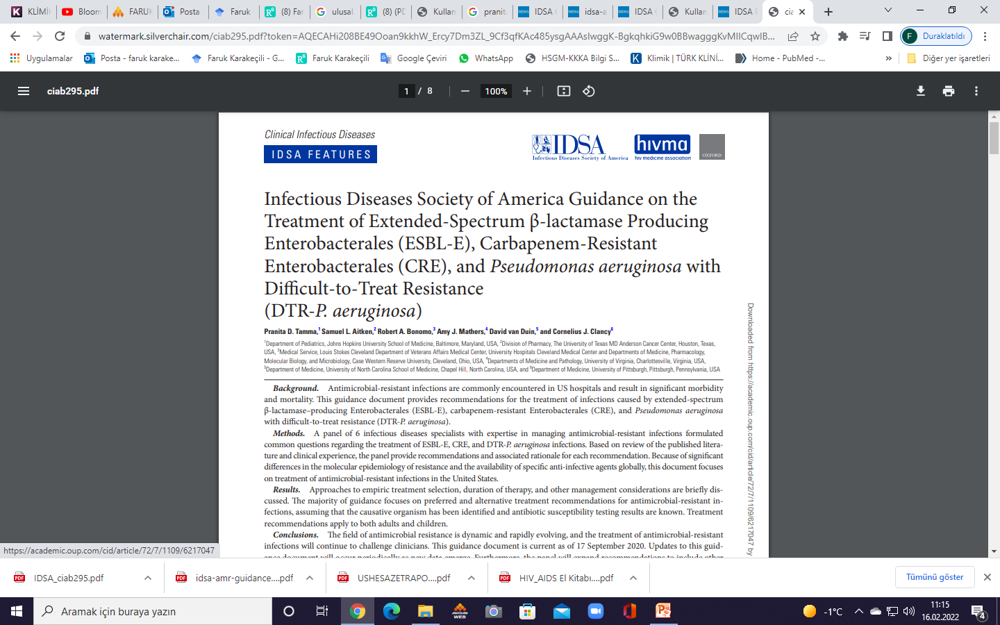 KLİMİ
Bloom
FARUK
Posta
Faruk
(8) Far
ulusal
(8) (PD
Kullan
pranita
IDSA G
idsa-a
IDSA G
Kullan
IDSA
cia
watermark.silverchair.com/ciab295.pdf?token=AQECAHi208BE49Ooan9kkhW_Ercy7Dm3ZL_9Cf3qfKAc485ysgAAAslwggK-BgkqhkiG9w0BBwagggKvMIICqwIB...
F Duraklatıldı
Uygulamalar
Posta - faruk karake...
Faruk Karakeçili - G...
Faruk Karakeçili
Google Çeviri
WhatsApp
HSGM-KKKA Bilgi S...
Klimik | TÜRK KLİNİ...
Home - PubMed -...
»
Diğer yer işaretleri
ciab295.pdf
1 / 8
100%
Clinical Infectious Diseases
IDSA FEATURES
IDSA
Infectious Diseases Society of America
hivma
hiv medicine association
OXFORD
Infectious Diseases Society of America Guidance on the
Treatment of Extended-Spectrum β-lactamase Producing
Enterobacterales (ESBL-E), Carbapenem-Resistant
Enterobacterales (CRE), and Pseudomonas aeruginosa with
Difficult-to-Treat Resistance
(DTR-P. aeruginosa)
Pranita D. Tamma,1 Samuel L. Aitken,2 Robert A. Bonomo,3 Amy J. Mathers,4 David van Duin,5 and Cornelius J. Clancy6
1Department of Pediatrics, Johns Hopkins University School of Medicine, Baltimore, Maryland, USA, 2Division of Pharmacy, The University of Texas MD Anderson Cancer Center, Houston, Texas,
USA, 3Medical Service, Louis Stokes Cleveland Department of Veterans Affairs Medical Center, University Hospitals Cleveland Medical Center and Departments of Medicine, Pharmacology,
Molecular Biology, and Microbiology, Case Western Reserve University, Cleveland, Ohio, USA, 4Departments of Medicine and Pathology, University of Virginia, Charlottesville, Virginia, USA,
5Department of Medicine, University of North Carolina School of Medicine, Chapel Hill, North Carolina, USA, and 6Department of Medicine, University of Pittsburgh, Pittsburgh, Pennsylvania, USA
Background. Antimicrobial-resistant infections are commonly encountered in US hospitals and result in significant morbidity
and mortality. This guidance document provides recommendations for the treatment of infections caused by extended-spectrum
β-lactamase–producing Enterobacterales (ESBL-E), carbapenem-resistant Enterobacterales (CRE), and Pseudomonas aeruginosa
with difficult-to-treat resistance (DTR-P. aeruginosa).
Methods. A panel of 6 infectious diseases specialists with expertise in managing antimicrobial-resistant infections formulated
common questions regarding the treatment of ESBL-E, CRE, and DTR-P. aeruginosa infections. Based on review of the published litera-
ture and clinical experience, the panel provide recommendations and associated rationale for each recommendation. Because of significant
differences in the molecular epidemiology of resistance and the availability of specific anti-infective agents globally, this document focuses
on treatment of antimicrobial-resistant infections in the United States.
Results. Approaches to empiric treatment selection, duration of therapy, and other management considerations are briefly dis-
cussed. The majority of guidance focuses on preferred and alternative treatment recommendations for antimicrobial-resistant in-
fections, assuming that the causative organism has been identified and antibiotic susceptibility testing results are known. Treatment
recommendations apply to both adults and children.
Conclusions. The field of antimicrobial resistance is dynamic and rapidly evolving, and the treatment of antimicrobial-resistant
infections will continue to challenge clinicians. This guidance document is current as of 17 September 2020. Updates to this guid-
ance document will occur periodically as new data emerge. Furthermore, the panel will expand recommendations to include other
Downloaded from https://academic.oup.com/cid/article/72/7/1109/6217047 by
https://academic.oup.com/cid/article/72/7/1109/6217047
IDSA_ciab295.pdf
idsa-amr-guidance....pdf
USHESAZETRAPO....pdf
HIV_AIDS El Kitabı....pdf
Tümünü göster
Aramak için buraya yazın
AKGÜN WEB
-1°C
11:15
16.02.2022
4